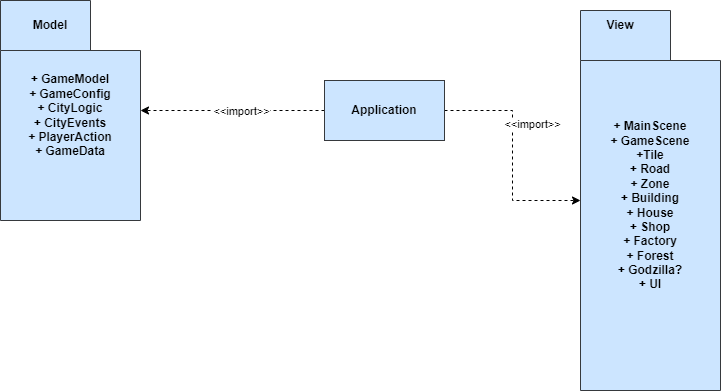 Model
+ GameModel
+ GameConfig
+ CityLogic
+ CityEvents
+ PlayerAction
+ GameData
<<import>>
Application
<<import>>
View
+ MainScene
+ GameScene
+Tile
+ Road
+ Zone
+ Building
+ House
+ Shop
+ Factory
+ Forest
+ Godzilla?
+ UI